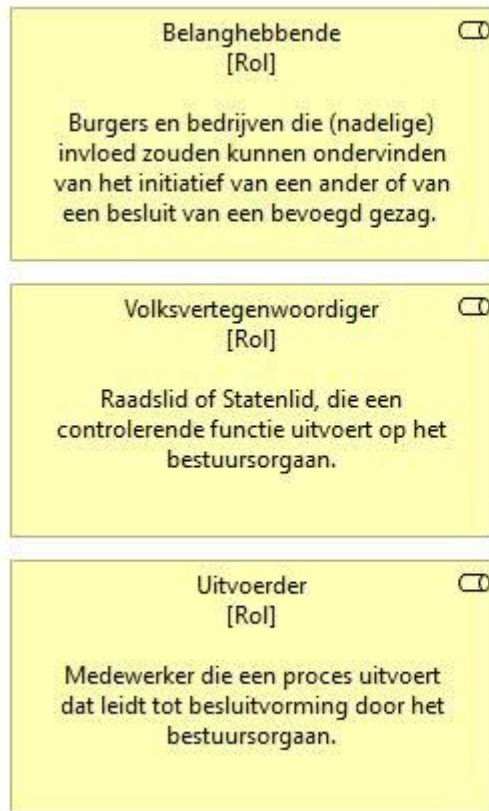 Belanghebbende
[Rol]
Burgers en bedrijven die (nadelige)
invloed zouden kunnen ondervinden
van het initiatief van een ander of van
een besluit van een bevoegd gezag.
Volksvertegenwoordiger
[Rol]
Raadslid of Statenlid, die een
controlerende functie uitvoert op het
bestuursorgaan.
Uitvoerder
[Rol]
Medewerker die een proces uitvoert
dat leidt tot besluitvorming door het
bestuursorgaan.